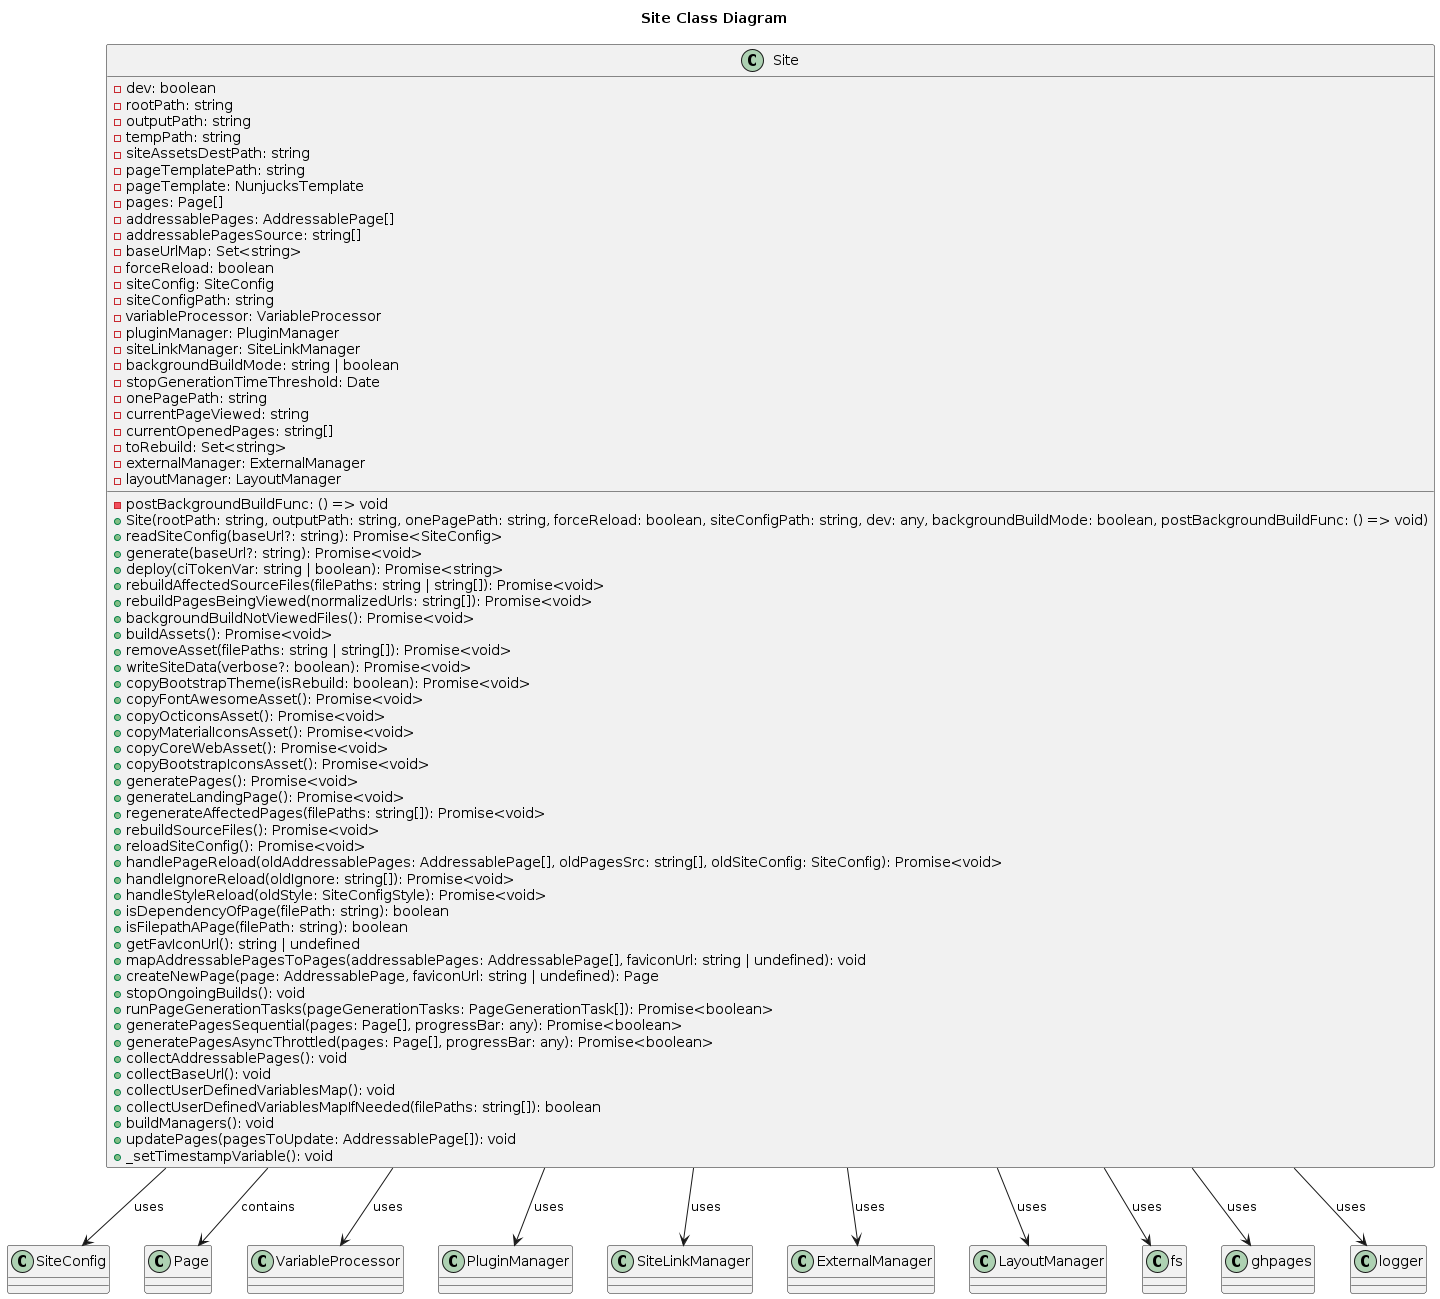 Site Class Diagram
C Site
dev: boolean
rootPath: string
outputPath: string
tempPath: string
siteAssetsDestPath: string
pageTemplatePath: string
pageTemplate: NunjucksTemplate
pages: Page[]
addressablePages: AddressablePage[]
addressablePagesSource: string[]
baseUrlMap: Set<string>
forceReload: boolean
siteConfig: SiteConfig
siteConfigPath: string
variableProcessor: VariableProcessor
pluginManager: PluginManager
siteLinkManager: SiteLinkManager
backgroundBuildMode: string | boolean
stopGenerationTimeThreshold: Date
onePagePath: string
currentPageViewed: string
currentOpenedPages: string[]
toRebuild: Set<string>
externalManager: ExternalManager
layoutManager: LayoutManager
postBackgroundBuildFunc: () => void
Site(rootPath: string, outputPath: string, onePagePath: string, forceReload: boolean, siteConfigPath: string, dev: any, backgroundBuildMode: boolean, postBackgroundBuildFunc: () => void)
readSiteConfig(baseUrl?: string): Promise<SiteConfig>
generate(baseUrl?: string): Promise<void>
deploy(ciTokenVar: string | boolean): Promise<string>
rebuildAffectedSourceFiles(filePaths: string | string[]): Promise<void>
rebuildPagesBeingViewed(normalizedUrls: string[]): Promise<void>
backgroundBuildNotViewedFiles(): Promise<void>
buildAssets(): Promise<void>
removeAsset(filePaths: string | string[]): Promise<void>
writeSiteData(verbose?: boolean): Promise<void>
copyBootstrapTheme(isRebuild: boolean): Promise<void>
copyFontAwesomeAsset(): Promise<void>
copyOcticonsAsset(): Promise<void>
copyMaterialIconsAsset(): Promise<void>
copyCoreWebAsset(): Promise<void>
copyBootstrapIconsAsset(): Promise<void>
generatePages(): Promise<void>
generateLandingPage(): Promise<void>
regenerateAffectedPages(filePaths: string[]): Promise<void>
rebuildSourceFiles(): Promise<void>
reloadSiteConfig(): Promise<void>
handlePageReload(oldAddressablePages: AddressablePage[], oldPagesSrc: string[], oldSiteConfig: SiteConfig): Promise<void>
handleIgnoreReload(oldIgnore: string[]): Promise<void>
handleStyleReload(oldStyle: SiteConfigStyle): Promise<void>
isDependencyOfPage(filePath: string): boolean
isFilepathAPage(filePath: string): boolean
getFavIconUrl(): string | undefined
mapAddressablePagesToPages(addressablePages: AddressablePage[], faviconUrl: string | undefined): void
createNewPage(page: AddressablePage, faviconUrl: string | undefined): Page
stopOngoingBuilds(): void
runPageGenerationTasks(pageGenerationTasks: PageGenerationTask[]): Promise<boolean>
generatePagesSequential(pages: Page[], progressBar: any): Promise<boolean>
generatePagesAsyncThrottled(pages: Page[], progressBar: any): Promise<boolean>
collectAddressablePages(): void
collectBaseUrl(): void
collectUserDefinedVariablesMap(): void
collectUserDefinedVariablesMapIfNeeded(filePaths: string[]): boolean
buildManagers(): void
updatePages(pagesToUpdate: AddressablePage[]): void
_setTimestampVariable(): void
uses contains uses uses uses uses uses uses uses uses
C SiteConfig C Page C VariableProcessor C PluginManager C SiteLinkManager C ExternalManager C LayoutManager C fs C ghpages C logger